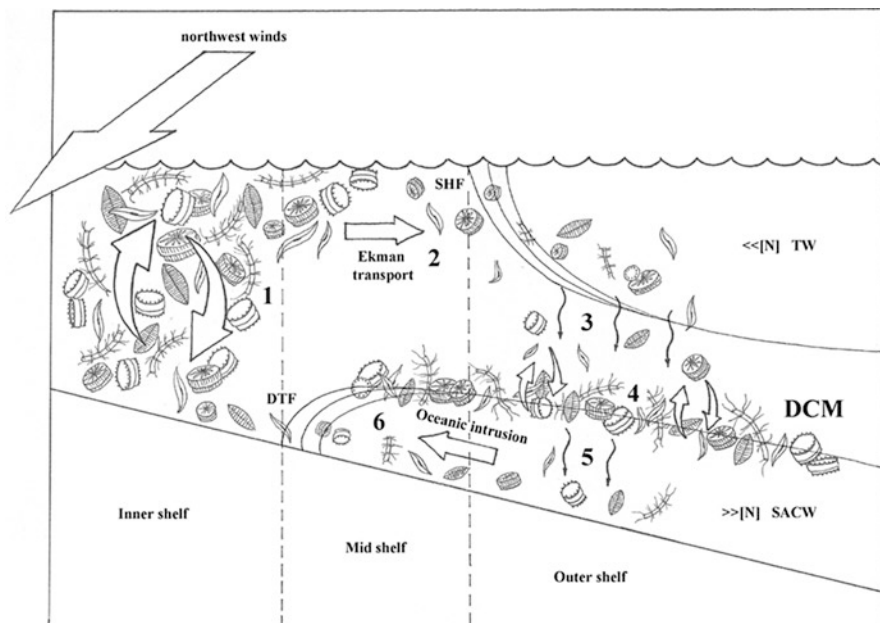 northwest winds
SHF
Ekman
transport
2
<<[N] TW
1
3
DTF
4
DCM
6
Oceanic intrusion
5
>>[N] SACW
Inner shelf
Mid shelf
Outer shelf